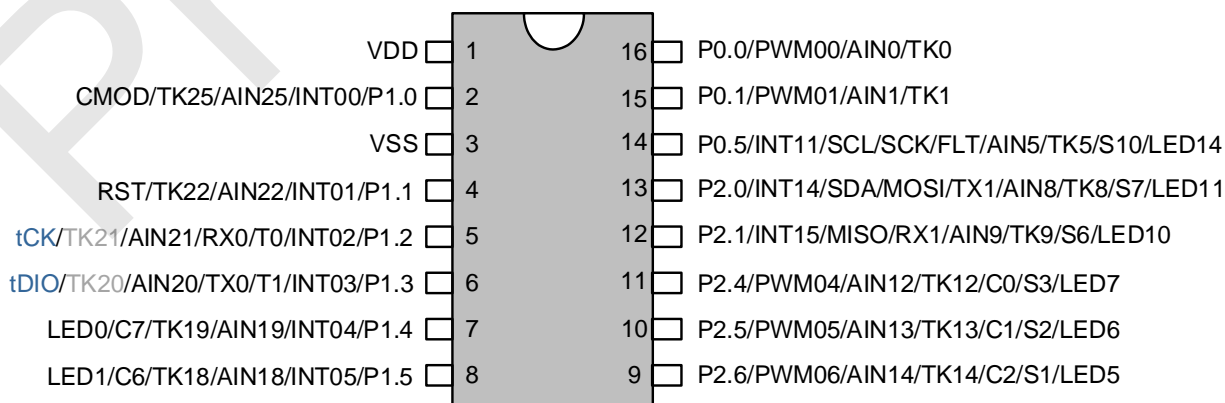 VDD 1 16 P0.0/PWM00/AIN0/TK0
CMOD/TK25/AIN25/INT00/P1.0 2 15 P0.1/PWM01/AIN1/TK1
VSS 3 14 P0.5/INT11/SCL/SCK/FLT/AIN5/TK5/S10/LED14
RST/TK22/AIN22/INT01/P1.1 4 13 P2.0/INT14/SDA/MOSI/TX1/AIN8/TK8/S7/LED11
tCK/TK21/AIN21/RX0/T0/INT02/P1.2 5 12 P2.1/INT15/MISO/RX1/AIN9/TK9/S6/LED10
tDIO/TK20/AIN20/TX0/T1/INT03/P1.3 6 11 P2.4/PWM04/AIN12/TK12/C0/S3/LED7
LED0/C7/TK19/AIN19/INT04/P1.4 7 10 P2.5/PWM05/AIN13/TK13/C1/S2/LED6
LED1/C6/TK18/AIN18/INT05/P1.5 8 9 P2.6/PWM06/AIN14/TK14/C2/S1/LED5